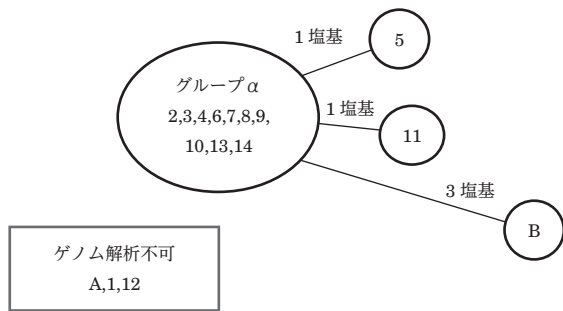 1 塩基
5
グループ α
2,3,4,6,7,8,9,
10,13,14
1 塩基
11
3 塩基
B
ゲノム解析不可
A,1,12